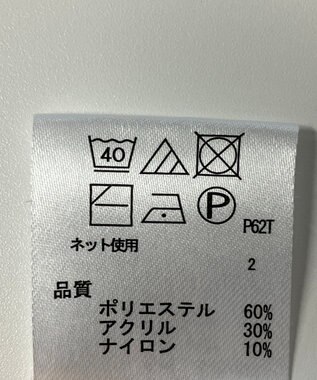 40
P P62T
ネット使用
2
品質
ポリエステル 60%
アクリル 30%
ナイロン 10%